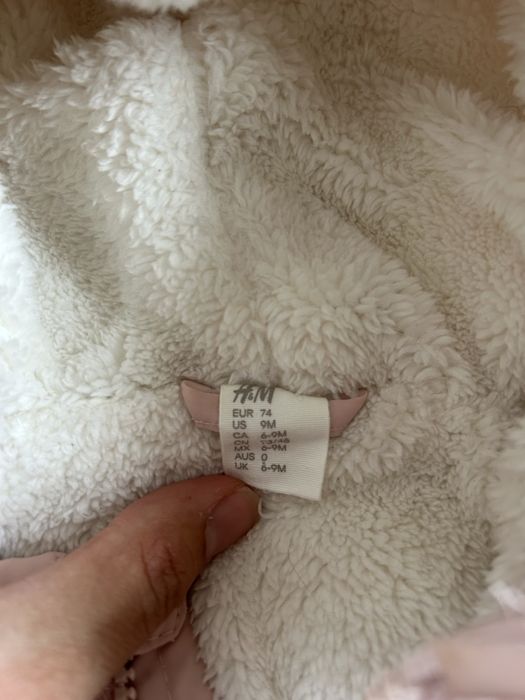 H&M
EUR 74
US 9M
CA 6-9M
CN 73/48
MX 6-9M
AUS 0
UK 6-9M